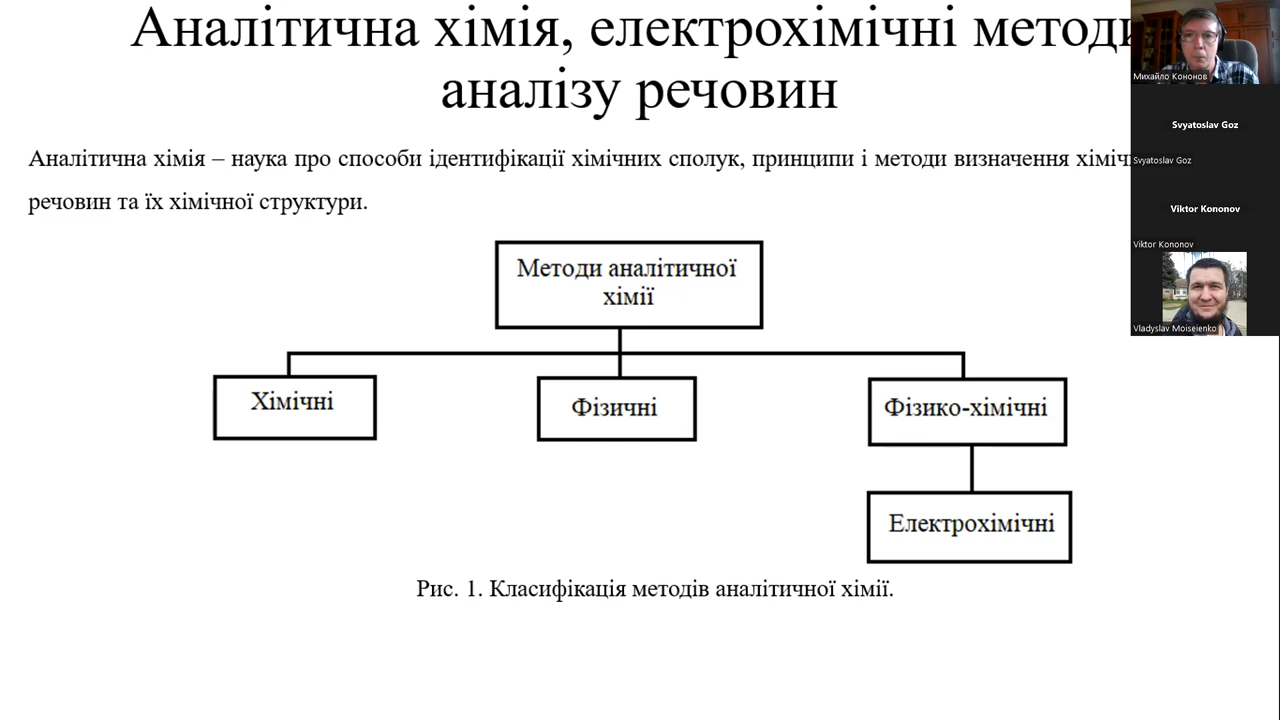 Аналітична хімія, електрохімічні методи
аналізу речовин
Аналітична хімія – наука про способи ідентифікації хімічних сполук, принципи і методи визначення
речовин та їх хімічної структури.
Методи аналітичної
хімії
Хімічні
Фізичні
Фізико-хімічні
Електрохімічні
Рис. 1. Класифікація методів аналітичної хімії.
Михайло Кононов
Svyatoslav Goz
Svyatoslav Goz
Viktor Kononov
Viktor Kononov
Vladyslav Moiseienko